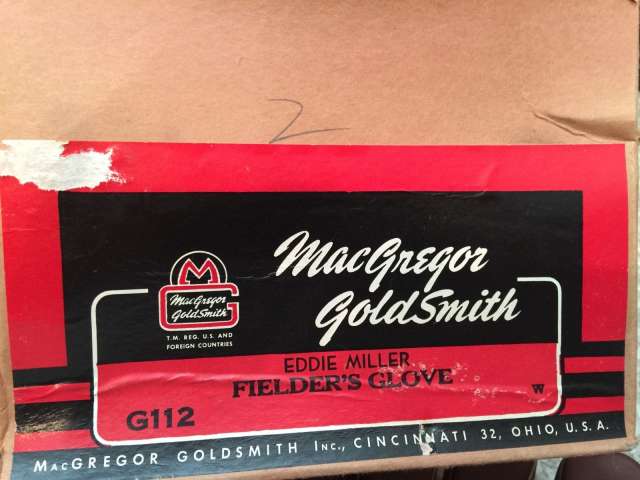 2
MacGregor
GoldSmith
M
MacGregor
GoldSmith
G
T.M. REG. U.S. AND
FOREIGN COUNTRIES
EDDIE MILLER
FIELDER'S GLOVE
W
G112
MACGREGOR GOLDSMITH INC., CINCINNATI 32, OHIO, U.S.A.